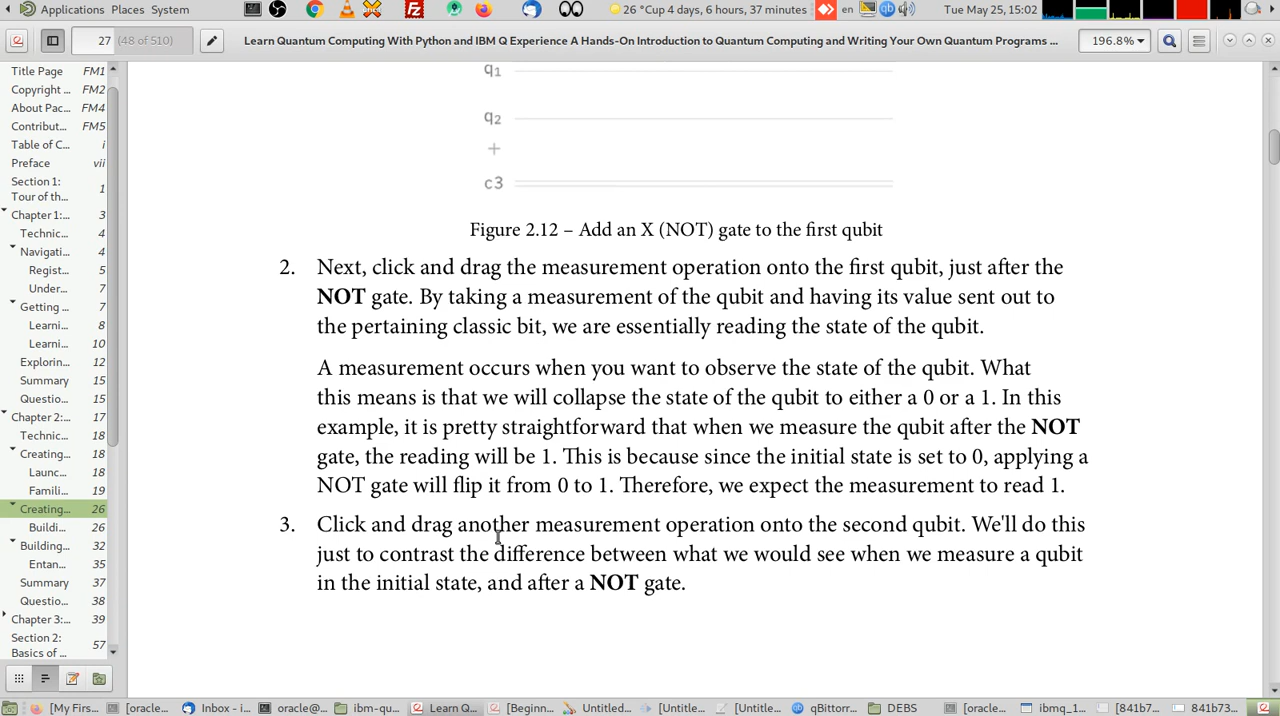 Applications Places System 26 °C up 4 days, 6 hours, 37 minutes en Tue May 25, 15:02
27 (48 of 510) Learn Quantum Computing With Python and IBM Q Experience A Hands-On Introduction to Quantum Computing and Writing Your Own Quantum Programs ... 196.8%
Title Page FM1
Copyright ... FM2
About Pac... FM4
Contribut... FM5
Table of C... i
Preface vii
Section 1:
Tour of th... 1
Chapter 1:... 3
Technic... 4
Navigati... 4
Regist... 5
Under... 7
Getting ... 7
Learni... 8
Learni... 10
Explorin... 12
Summary 15
Questio... 15
Chapter 2:... 17
Technic... 18
Creating... 18
Launc... 18
Famili... 19
Creating... 26
Buildi... 26
Building... 32
Entan... 35
Summary 37
Questio... 38
Chapter 3:... 39
Section 2:
Basics of ... 57
q1
q2
+
c3
Figure 2.12 – Add an X (NOT) gate to the first qubit
2. Next, click and drag the measurement operation onto the first qubit, just after the
NOT gate. By taking a measurement of the qubit and having its value sent out to
the pertaining classic bit, we are essentially reading the state of the qubit.
A measurement occurs when you want to observe the state of the qubit. What
this means is that we will collapse the state of the qubit to either a 0 or a 1. In this
example, it is pretty straightforward that when we measure the qubit after the NOT
gate, the reading will be 1. This is because since the initial state is set to 0, applying a
NOT gate will flip it from 0 to 1. Therefore, we expect the measurement to read 1.
3. Click and drag another measurement operation onto the second qubit. We'll do this
just to contrast the difference between what we would see when we measure a qubit
in the initial state, and after a NOT gate.
[My Firs... [oracle... Inbox - i... oracle@... ibm-qu... Learn Q... [Beginn... Untitled... [Untitle... [Untitle... qBittorr... DEBS [oracle... ibmq_1... [841b7... 841b73...